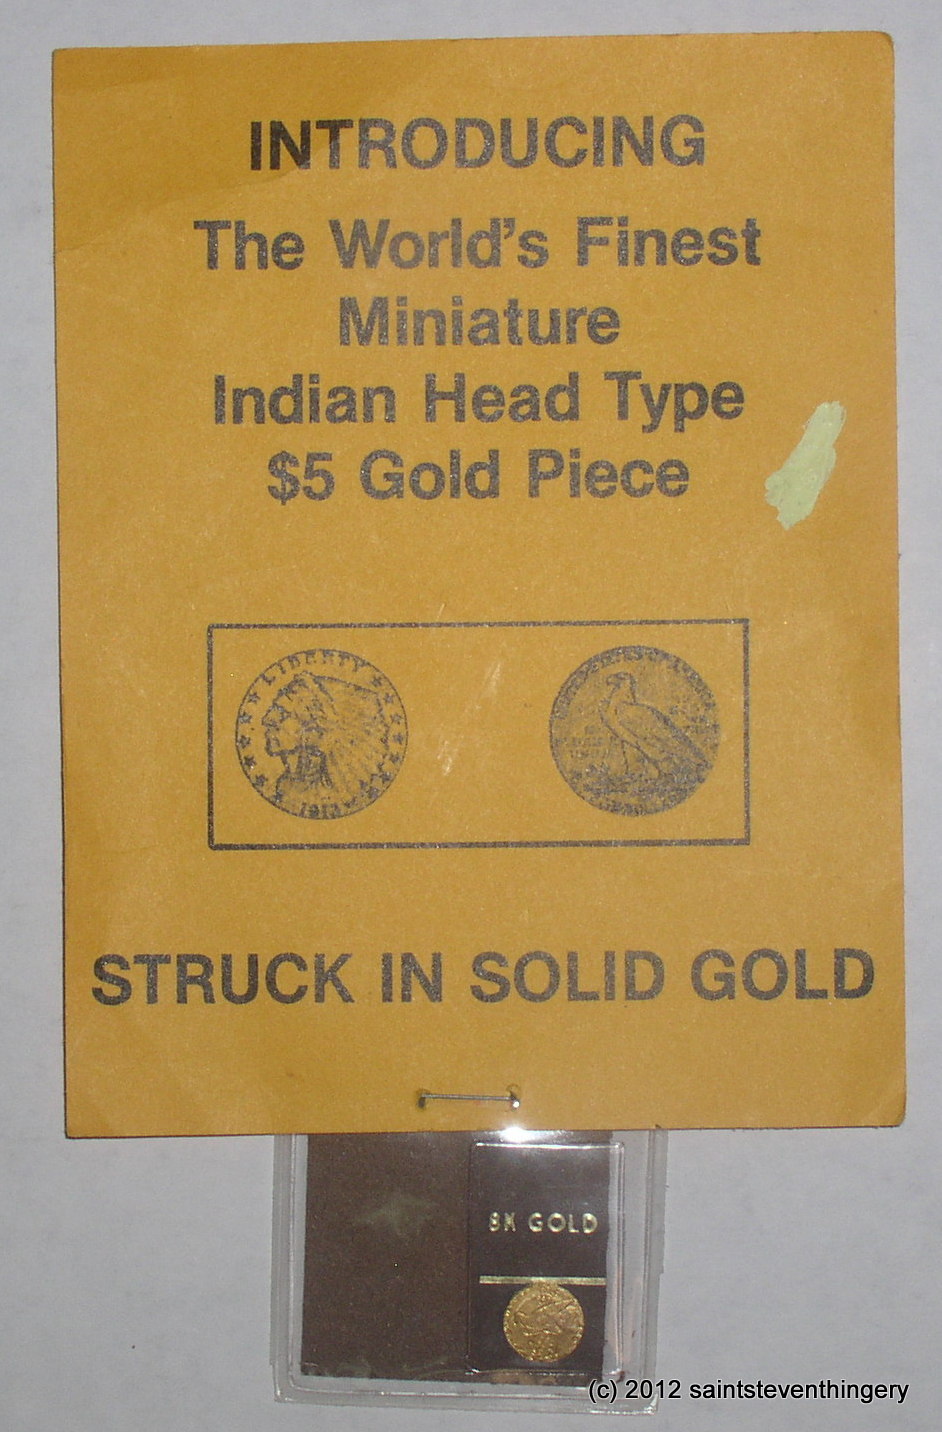 INTRODUCING
The World's Finest
Miniature
Indian Head Type
$5 Gold Piece
LIBERTY
1913
STRUCK IN SOLID GOLD
8K GOLD
(c) 2012 saintsteventhingery